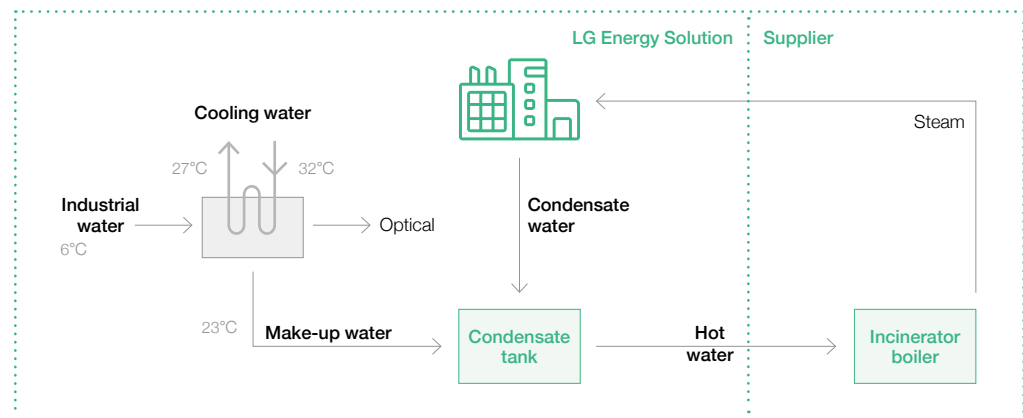 LG Energy Solution
Supplier
Cooling water
Steam
27°C
32°C
Industrial
water
6°C
Optical
Condensate
water
23°C
Make-up water
Condensate
tank
Hot
water
Incinerator
boiler